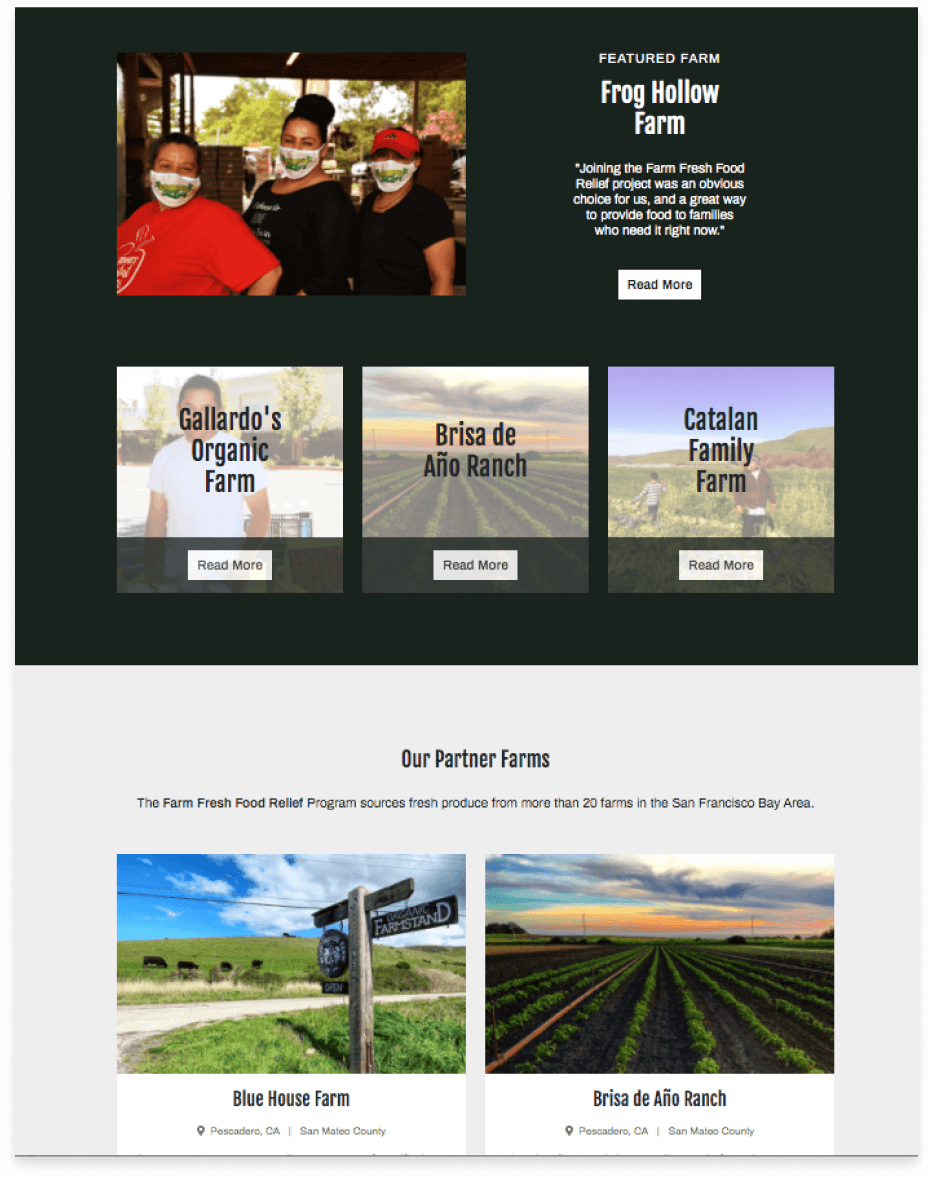 FEATURED FARM
Frog Hollow
Farm
"Joining the Farm Fresh Food
Relief project was an obvious
choice for us, and a great way
to provide food to families
who need it right now."
Read More
Gallardo's
Organic
Farm
Read More
Brisa de
Año Ranch
Read More
Catalan
Family
Farm
Read More
Our Partner Farms
The Farm Fresh Food Relief Program sources fresh produce from more than 20 farms in the San Francisco Bay Area.
ORGANIC
FARMSTAND
OPEN
Blue House Farm
Pescadero, CA | San Mateo County
Brisa de Año Ranch
Pescadero, CA | San Mateo County